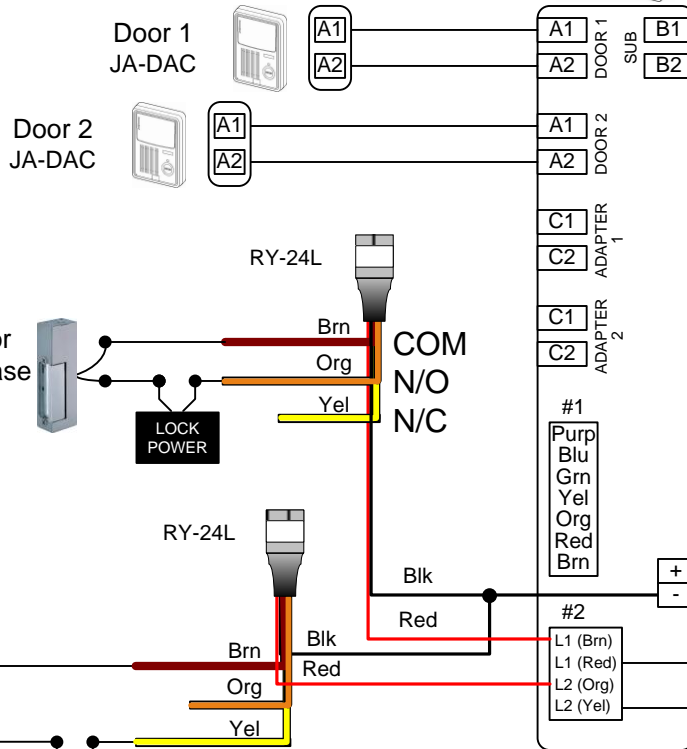 Door 1
JA-DAC
A1
A2
A1
A2
DOOR 1
SUB
B1
B2
Door 2
JA-DAC
A1
A2
A1
A2
DOOR 2
C1
C2
ADAPTER
1
RY-24L
C1
C2
ADAPTER
2
Brn
COM
Org
N/O
Yel
N/C
LOCK
POWER
#1
Purp
Blu
Grn
Yel
Org
Red
Brn
RY-24L
Blk
+
-
Red
#2
L1 (Brn)
L1 (Red)
L2 (Org)
L2 (Yel)
Brn
Blk
Red
Org
Yel